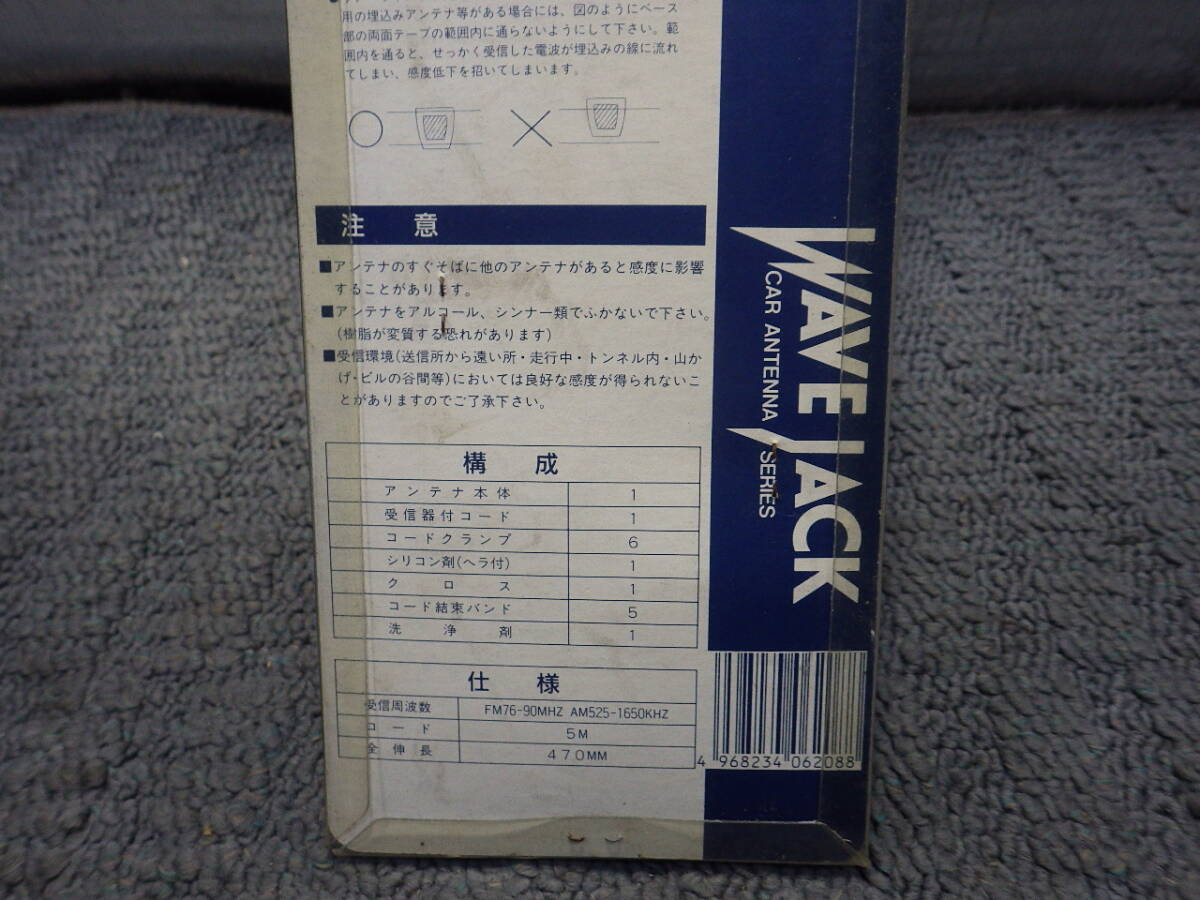 用の埋込みアンテナ等がある場合には、図のようにベース
部の両面テープの範囲内に通らないようにして下さい。範
囲内を通ると、せっかく受信した電波が埋込みの線に流れ
てしまい、感度低下を招いてしまいます。
注 意
■アンテナのすぐそばに他のアンテナがあると感度に影響
することがあります。
■アンテナをアルコール、シンナー類でふかないで下さい。
(樹脂が変質する恐れがあります)
■受信環境(送信所から遠い所・走行中・トンネル内・山か
げ・ビルの谷間等)においては良好な感度が得られないこ
とがありますのでご了承下さい。
構 成
アンテナ本体 1
受信器付コード 1
コードクランプ 6
シリコン剤(ヘラ付) 1
クロス 1
コード結束バンド 5
洗浄剤 1
仕 様
受信周波数 FM76-90MHZ AM525-1650KHZ
コード 5M
全伸長 470MM
WAVE JACK
CAR ANTENNA SERIES
4 968234 062088